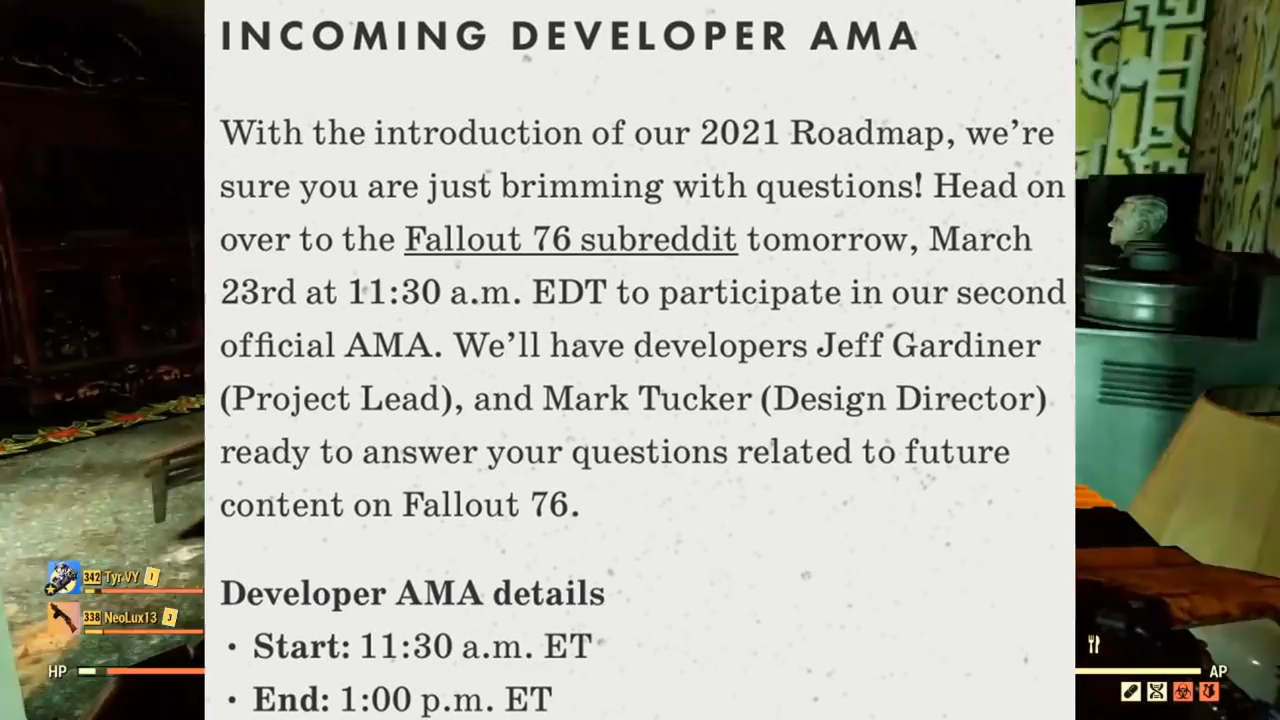 INCOMING DEVELOPER AMA
With the introduction of our 2021 Roadmap, we’re
sure you are just brimming with questions! Head on
over to the Fallout 76 subreddit tomorrow, March
23rd at 11:30 a.m. EDT to participate in our second
official AMA. We’ll have developers Jeff Gardiner
(Project Lead), and Mark Tucker (Design Director)
ready to answer your questions related to future
content on Fallout 76.
Developer AMA details
• Start: 11:30 a.m. ET
• End: 1:00 p.m. ET
342 TyrVY 1
338 NeoLux13 3
HP
AP